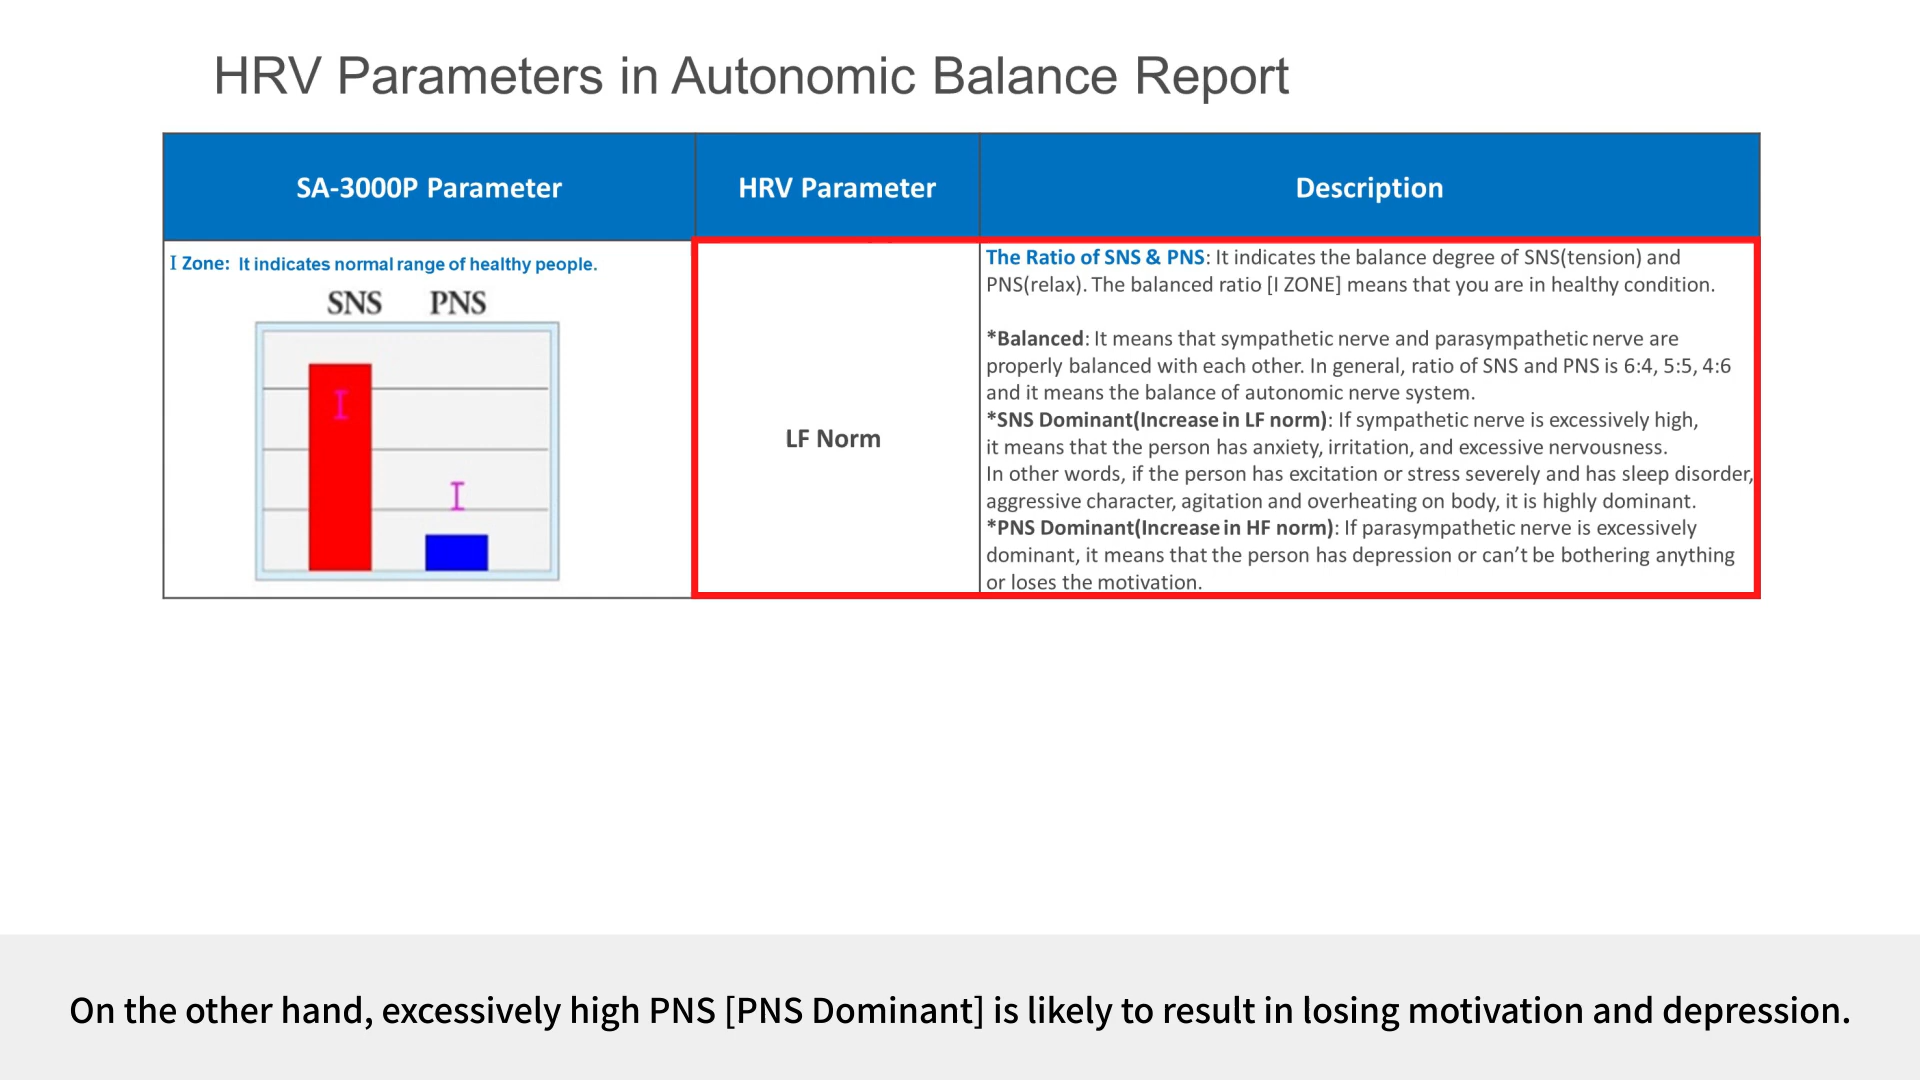 HRV Parameters in Autonomic Balance Report
SA-3000P Parameter
HRV Parameter
Description
I Zone: It indicates normal range of healthy people.
SNS PNS
I
I
LF Norm
The Ratio of SNS & PNS: It indicates the balance degree of SNS(tension) and
PNS(relax). The balanced ratio [I ZONE] means that you are in healthy condition.
*Balanced: It means that sympathetic nerve and parasympathetic nerve are
properly balanced with each other. In general, ratio of SNS and PNS is 6:4, 5:5, 4:6
and it means the balance of autonomic nerve system.
*SNS Dominant(Increase in LF norm): If sympathetic nerve is excessively high,
it means that the person has anxiety, irritation, and excessive nervousness.
In other words, if the person has excitation or stress severely and has sleep disorder,
aggressive character, agitation and overheating on body, it is highly dominant.
*PNS Dominant(Increase in HF norm): If parasympathetic nerve is excessively
dominant, it means that the person has depression or can’t be bothering anything
or loses the motivation.
On the other hand, excessively high PNS [PNS Dominant] is likely to result in losing motivation and depression.